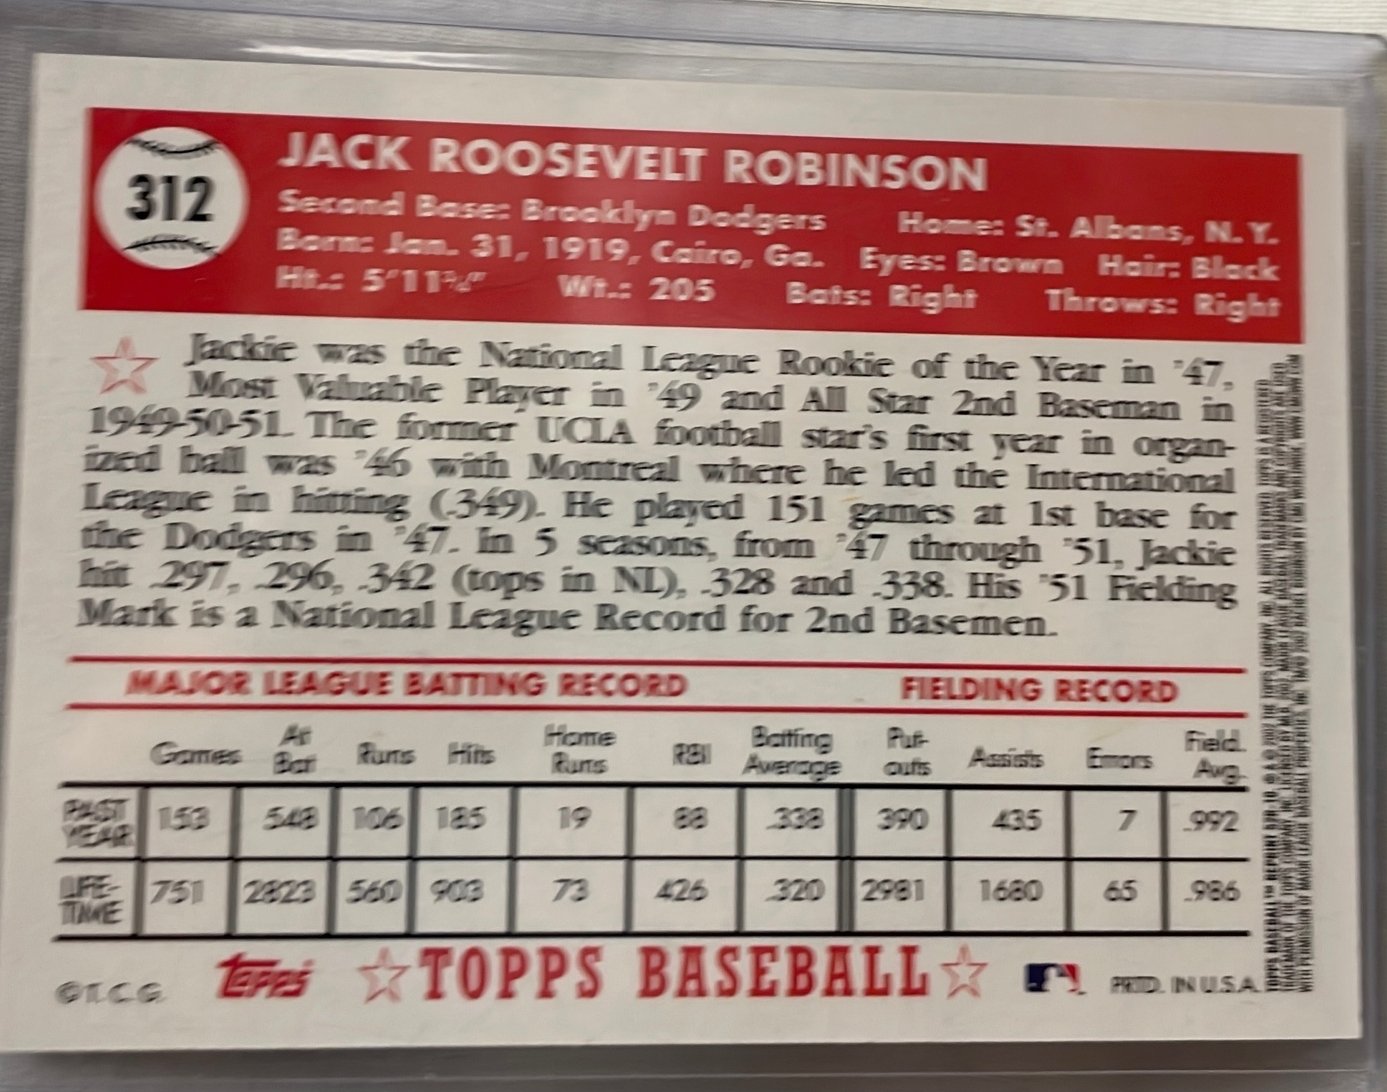 312
JACK ROOSEVELT ROBINSON
Second Base: Brooklyn Dodgers Home: St. Albans, N. Y.
Born: Jan. 31, 1919, Cairo, Ga. Eyes: Brown Hair: Black
Ht.: 5'11¾" Wt.: 205 Bats: Right Throws: Right
Jackie was the National League Rookie of the Year in '47,
Most Valuable Player in '49 and All Star 2nd Baseman in
1949-50-51. The former UCLA football star's first year in organ-
ized ball was '46 with Montreal where he led the International
League in hitting (.349). He played 151 games at 1st base for
the Dodgers in '47. In 5 seasons, from '47 through '51, Jackie
hit .297, .296, .342 (tops in NL), .328 and .338. His '51 Fielding
Mark is a National League Record for 2nd Basemen.
MAJOR LEAGUE BATTING RECORD FIELDING RECORD
Games At Bat Runs Hits Home Runs RBI Batting Average Put-outs Assists Errors Field. Avg.
PAST YEAR 153 548 106 185 19 88 .338 390 435 7 .992
LIFE-TIME 751 2823 560 903 73 426 .320 2981 1680 65 .986
©T.C.G. topps TOPPS BASEBALL PRTD. IN U.S.A.